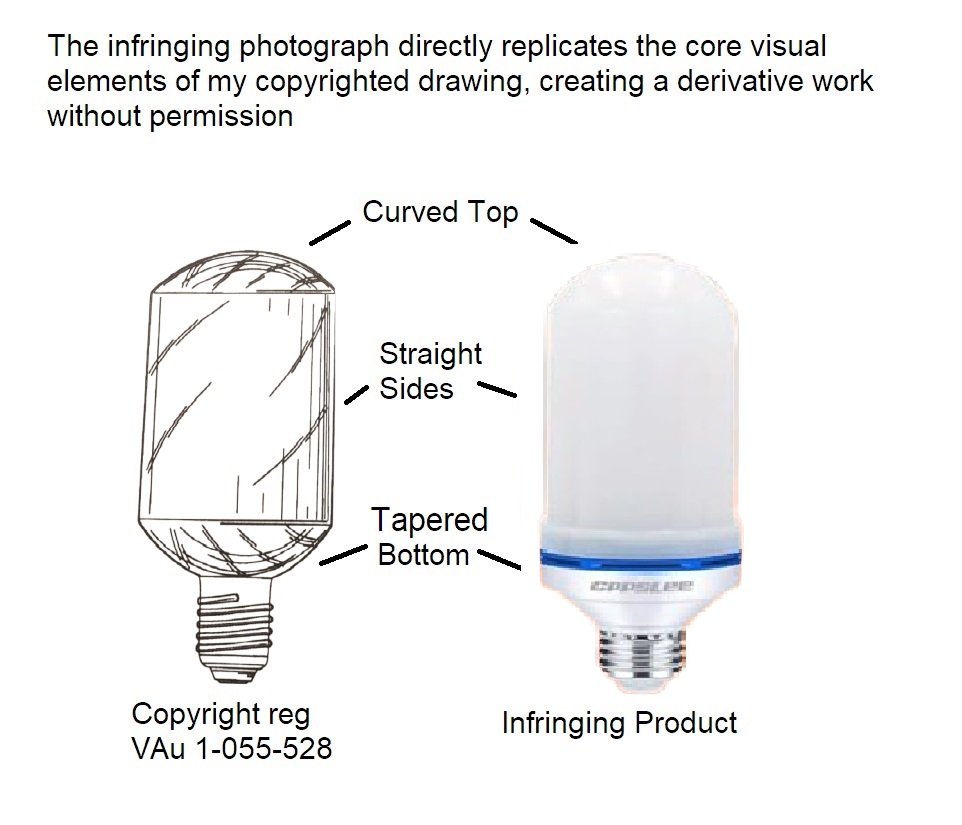 The infringing photograph directly replicates the core visual
elements of my copyrighted drawing, creating a derivative work
without permission
Curved Top
Straight
Sides
Tapered
Bottom
COPSLEE
Copyright reg
VAu 1-055-528
Infringing Product